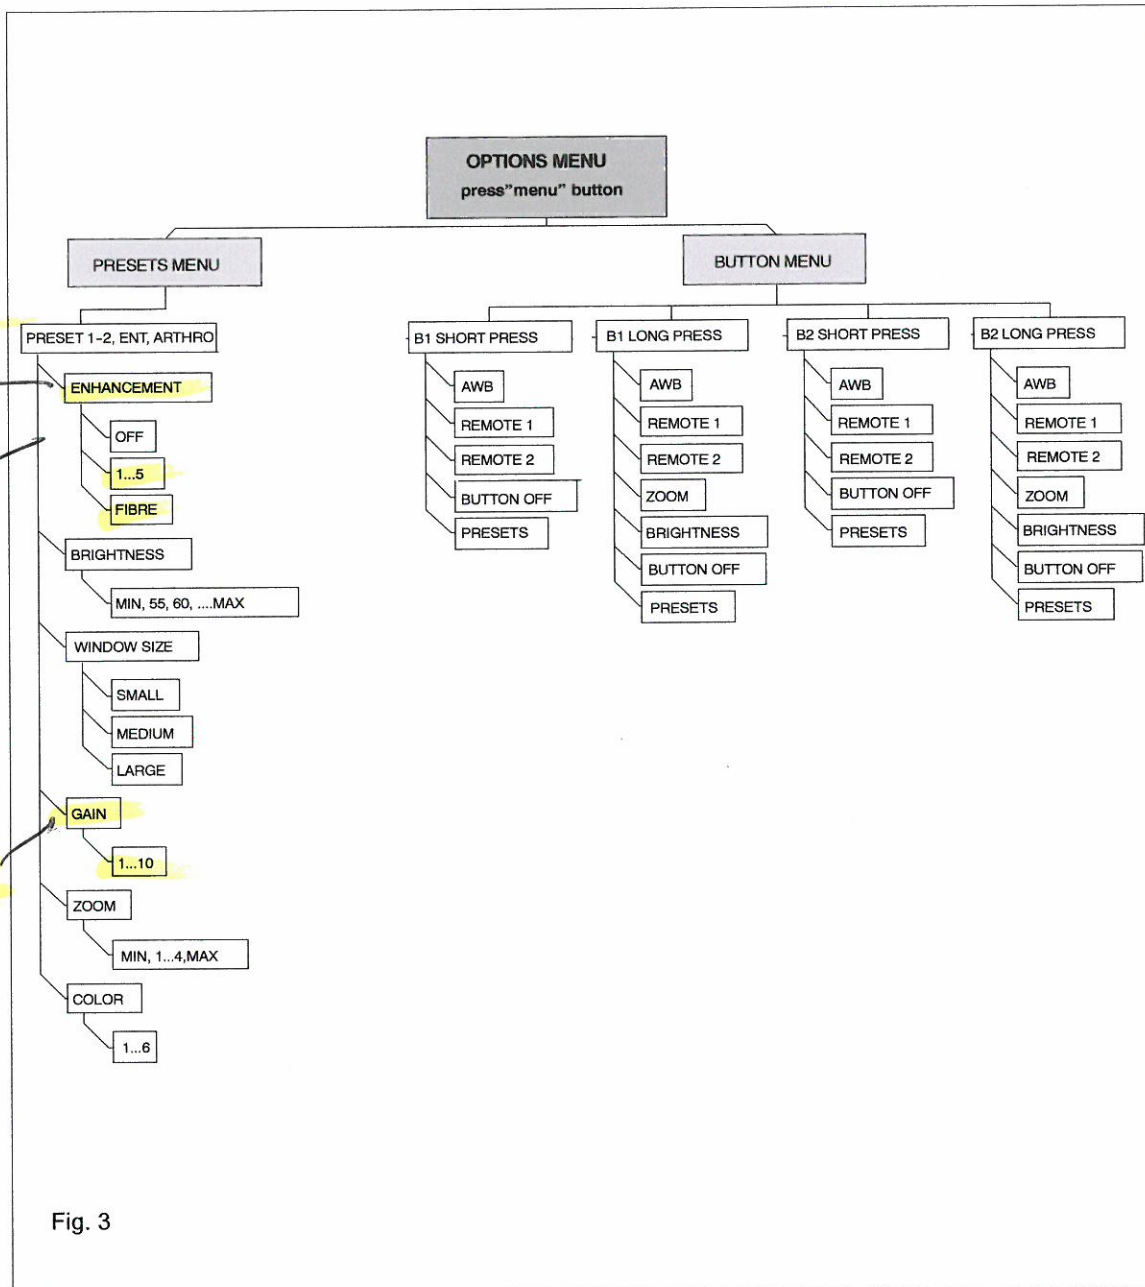 OPTIONS MENU
press"menu" button
PRESETS MENU
BUTTON MENU
PRESET 1-2, ENT, ARTHRO
ENHANCEMENT
OFF
1...5
FIBRE
BRIGHTNESS
MIN, 55, 60, ....MAX
WINDOW SIZE
SMALL
MEDIUM
LARGE
GAIN
1...10
ZOOM
MIN, 1...4,MAX
COLOR
1...6
B1 SHORT PRESS
AWB
REMOTE 1
REMOTE 2
BUTTON OFF
PRESETS
B1 LONG PRESS
AWB
REMOTE 1
REMOTE 2
ZOOM
BRIGHTNESS
BUTTON OFF
PRESETS
B2 SHORT PRESS
AWB
REMOTE 1
REMOTE 2
BUTTON OFF
PRESETS
B2 LONG PRESS
AWB
REMOTE 1
REMOTE 2
ZOOM
BRIGHTNESS
BUTTON OFF
PRESETS
Fig. 3